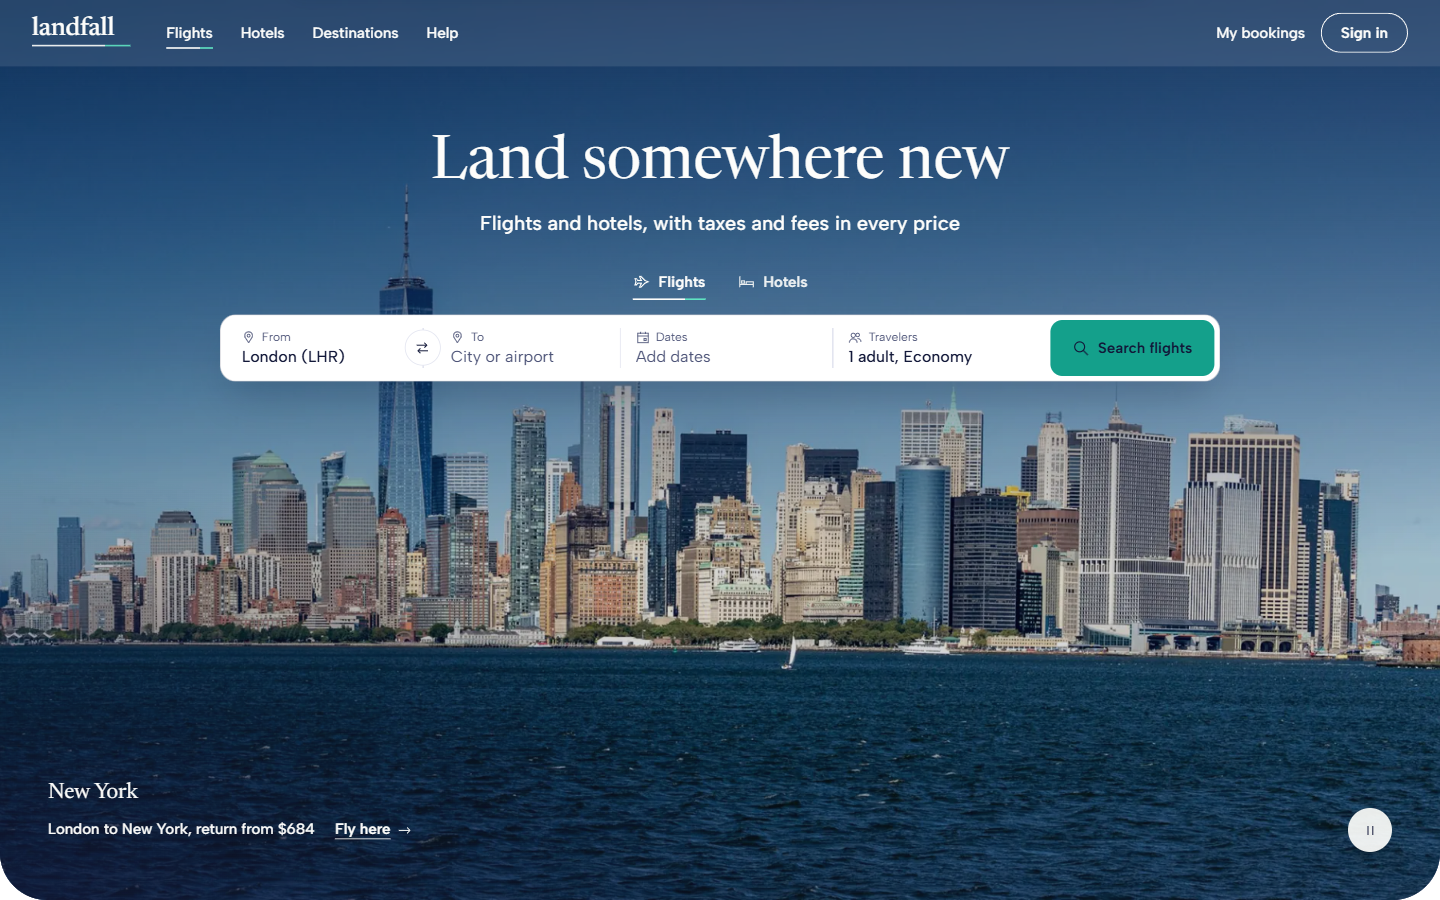 landfall
Flights Hotels Destinations Help My bookings Sign in
Land somewhere new
Flights and hotels, with taxes and fees in every price
Flights Hotels
From To Dates Travelers
London (LHR) City or airport Add dates 1 adult, Economy
Search flights
New York
London to New York, return from $684 Fly here →